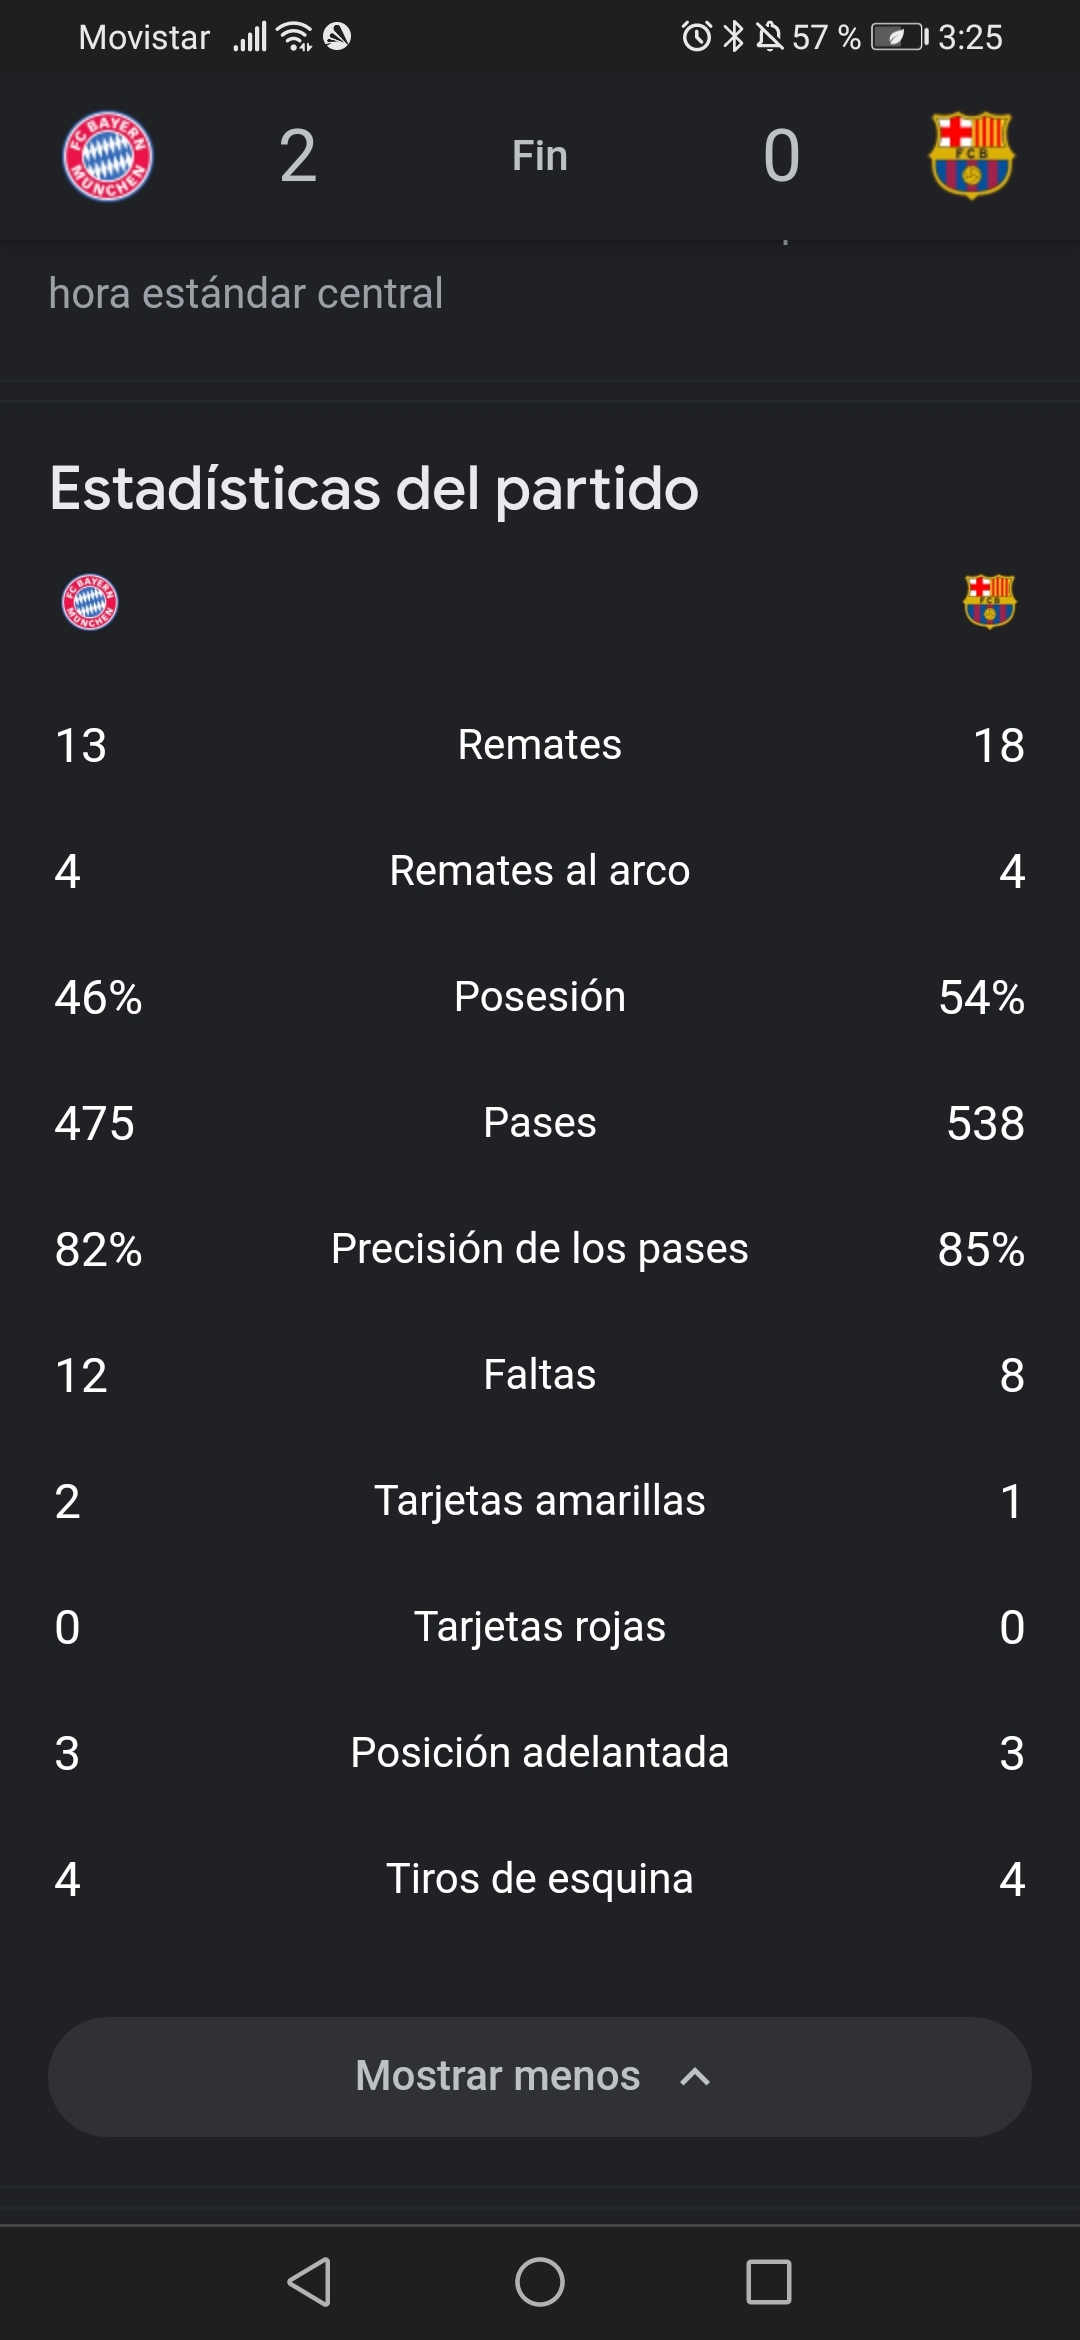 Movistar 57 % 3:25
FC BAYERN MÜNCHEN 2 Fin 0 FCB
hora estándar central
Estadísticas del partido
FC BAYERN MÜNCHEN FCB
13 Remates 18
4 Remates al arco 4
46% Posesión 54%
475 Pases 538
82% Precisión de los pases 85%
12 Faltas 8
2 Tarjetas amarillas 1
0 Tarjetas rojas 0
3 Posición adelantada 3
4 Tiros de esquina 4
Mostrar menos